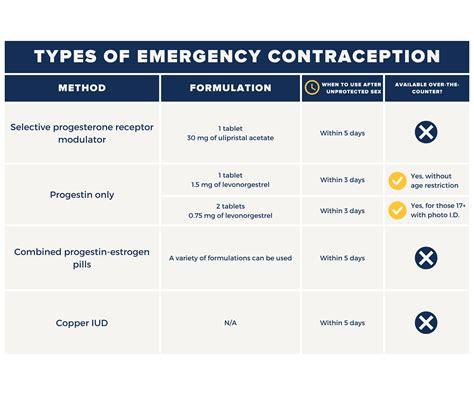 TYPES OF EMERGENCY CONTRACEPTION
METHOD
FORMULATION
WHEN TO USE AFTER
UNPROTECTED SEX
AVAILABLE OVER-THE-
COUNTER?
Selective progesterone receptor
modulator
1 tablet
30 mg of ulipristal acetate
Within 5 days
Progestin only
1 tablet
1.5 mg of levonorgestrel
Within 3 days
Yes, without
age restriction
2 tablets
0.75 mg of levonorgestrel
Within 3 days
Yes, for those 17+
with photo I.D.
Combined progestin-estrogen
pills
A variety of formulations can be used
Within 5 days
Copper IUD
N/A
Within 5 days